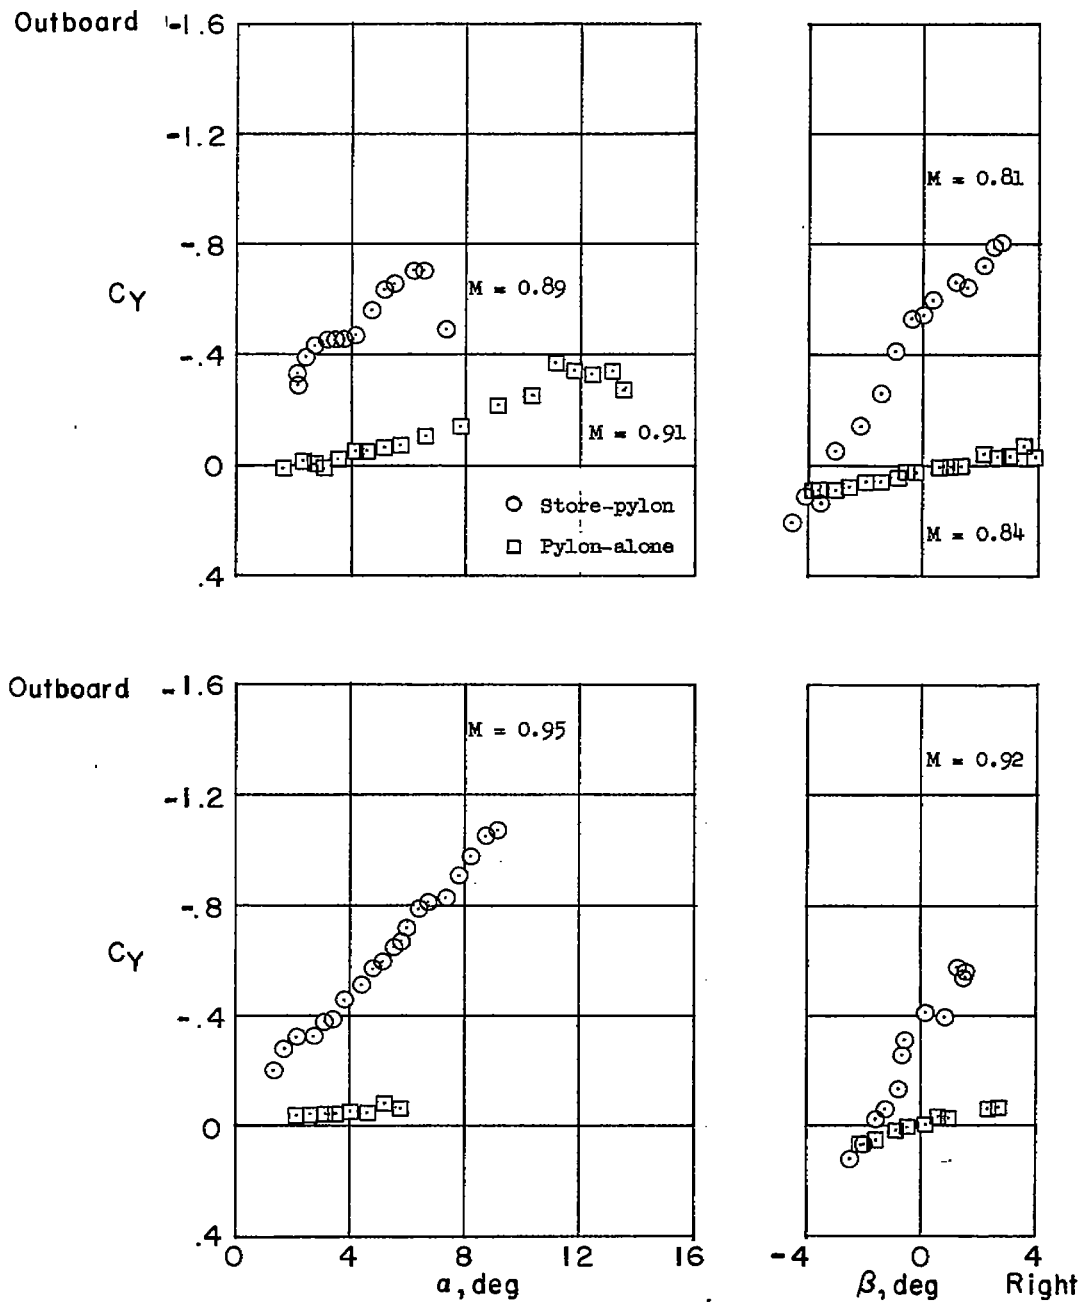 Outboard -1.6
-1.2
M = 0.81
-.8
CY
M = 0.89
-.4
M = 0.91
0
Store-pylon
Pylon-alone
M = 0.84
.4
Outboard -1.6
M = 0.95
M = 0.92
-1.2
-.8
CY
-.4
0
.4
0 4 8 12 16 -4 0 4
α, deg β, deg Right